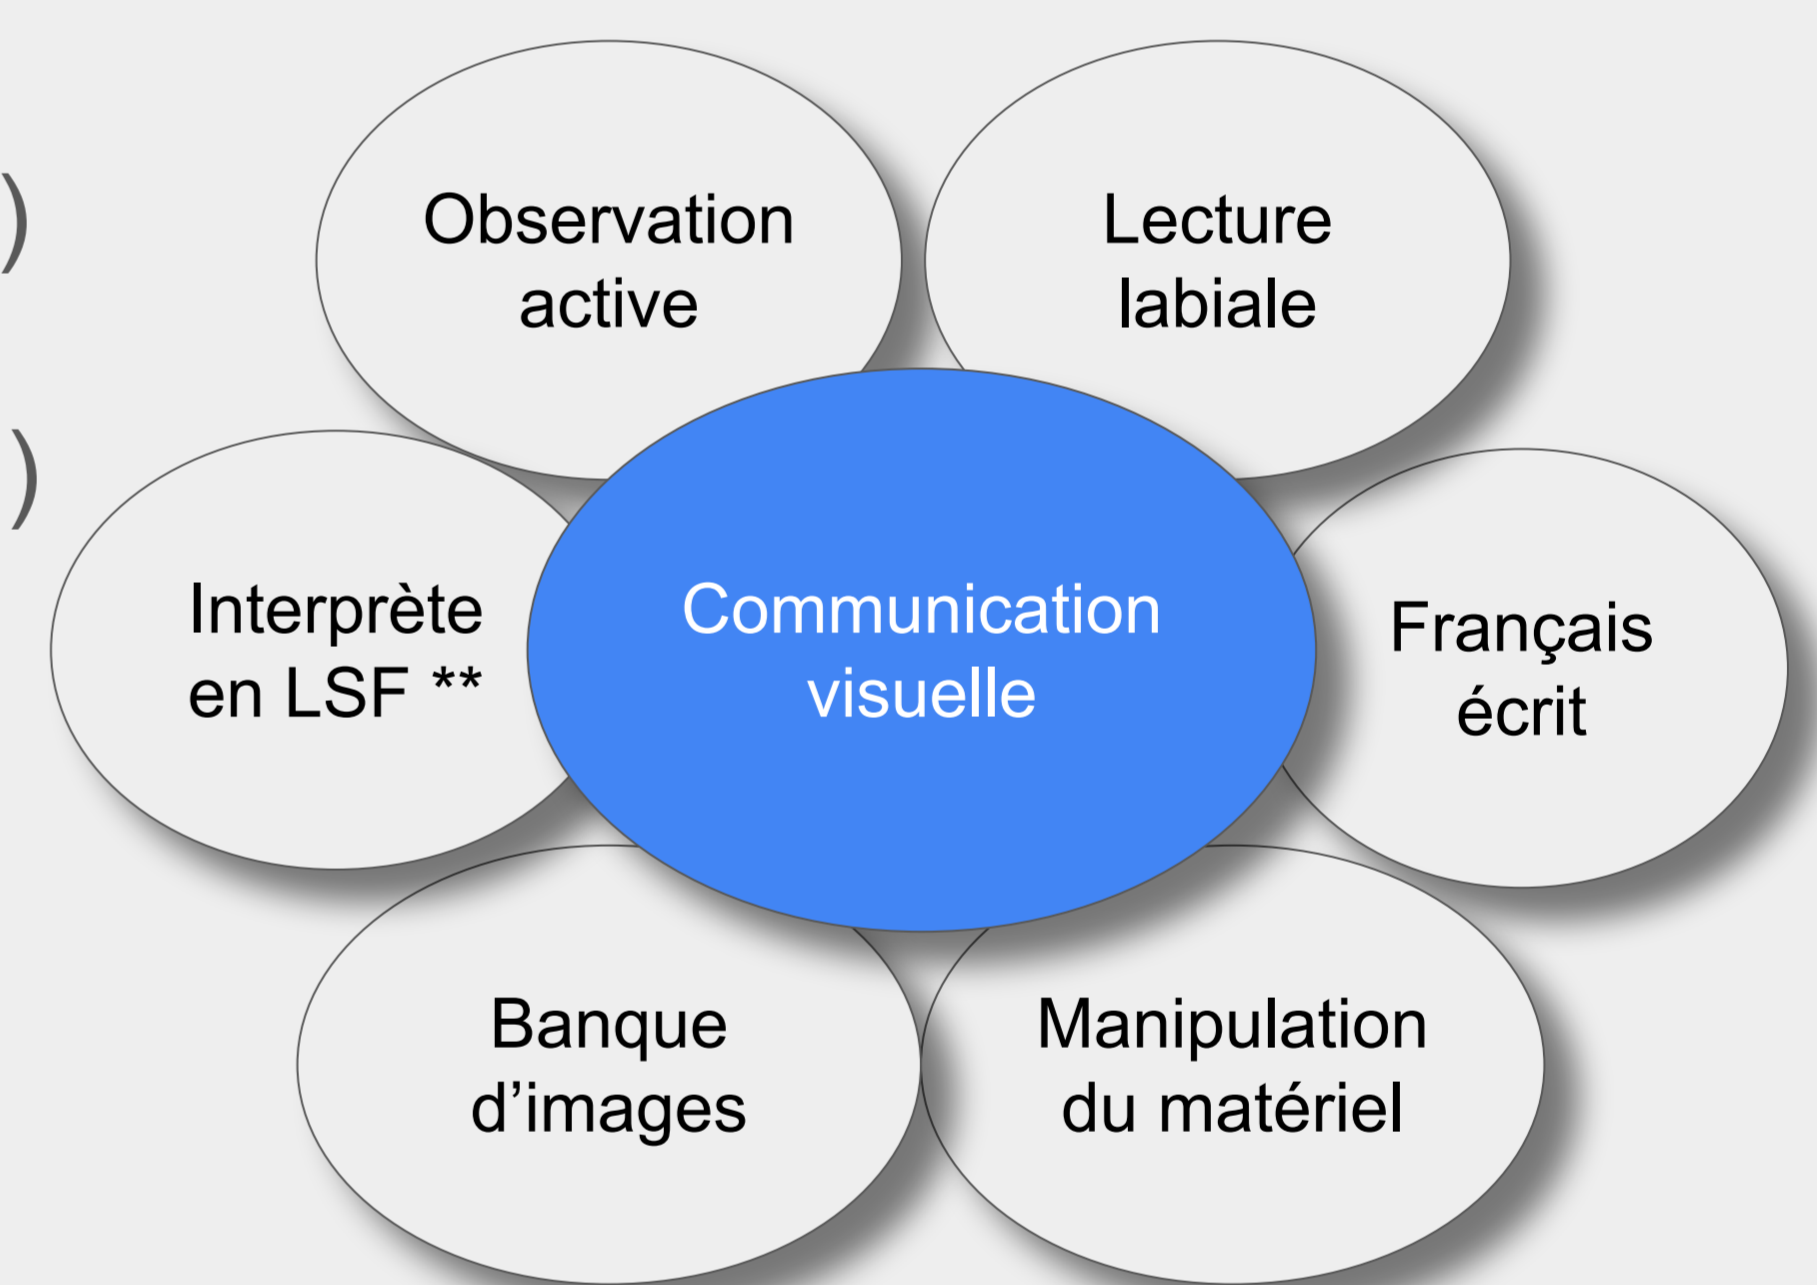 )
Observation
active
Lecture
labiale
)
Interprète
en LSF **
Communication
visuelle
Français
écrit
Banque
d’images
Manipulation
du matériel